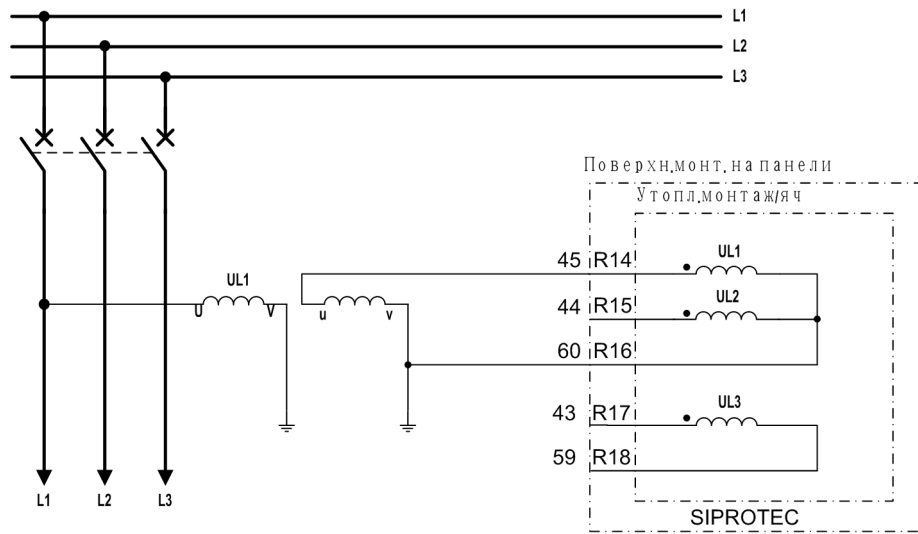 L1
L2
L3
Поверхн.монт. на панели
Утопл.монтаж/яч
45 R14 UL1
UL1
44 R15 UL2
U V u v
60 R16
43 R17 UL3
59 R18
L1 L2 L3
SIPROTEC